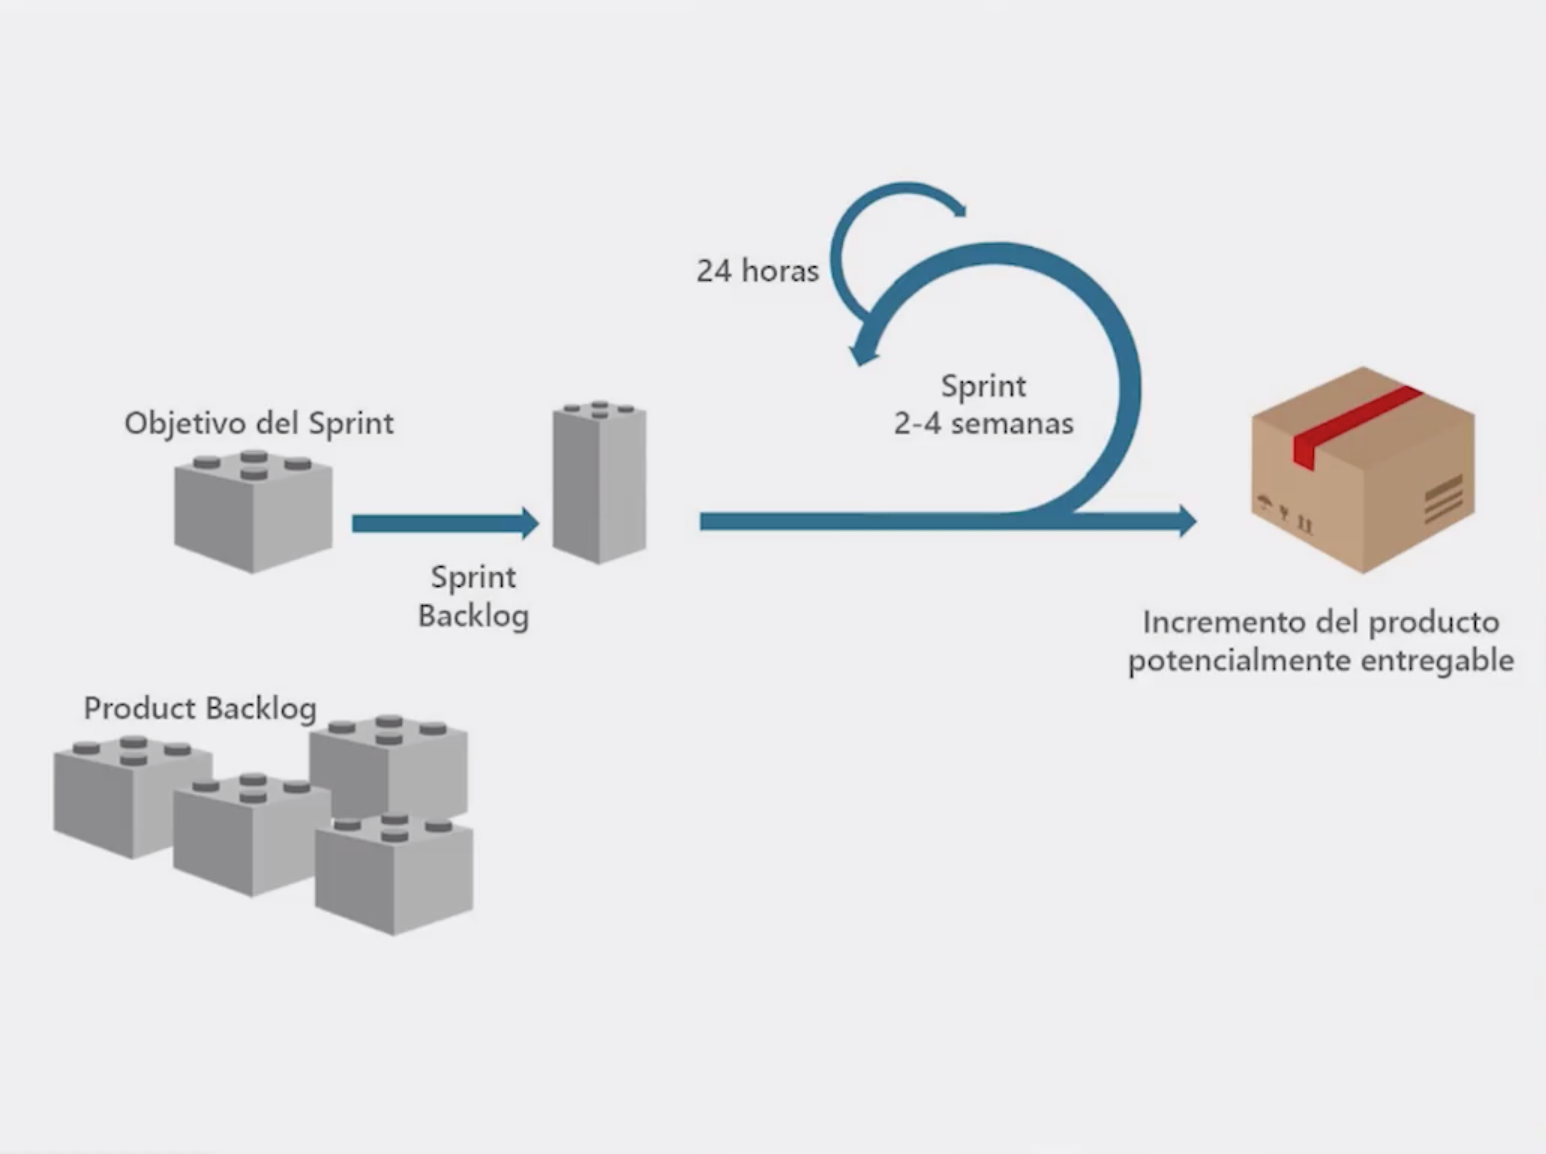 24 horas
Sprint
2-4 semanas
Objetivo del Sprint
Sprint
Backlog
Incremento del producto
potencialmente entregable
Product Backlog